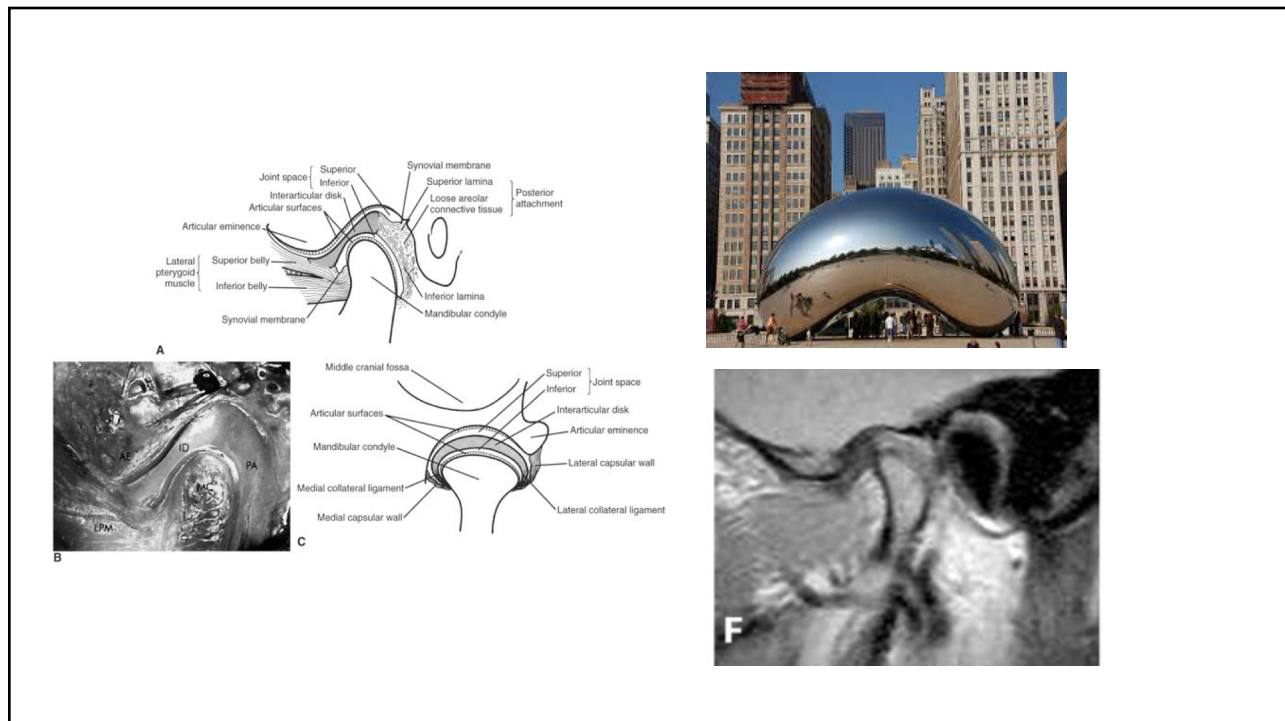 Joint space
Superior
Inferior
Interarticular disk
Articular surfaces
Articular eminence
Lateral
pterygoid
muscle
Superior belly
Inferior belly
Synovial membrane
Synovial membrane
Superior lamina
Loose areolar
connective tissue
Posterior
attachment
Inferior lamina
Mandibular condyle
A
AE
ID
PA
MC
LPM
B
Middle cranial fossa
Articular surfaces
Mandibular condyle
Medial collateral ligament
Medial capsular wall
Superior
Inferior
Joint space
Interarticular disk
Articular eminence
Lateral capsular wall
Lateral collateral ligament
C
F